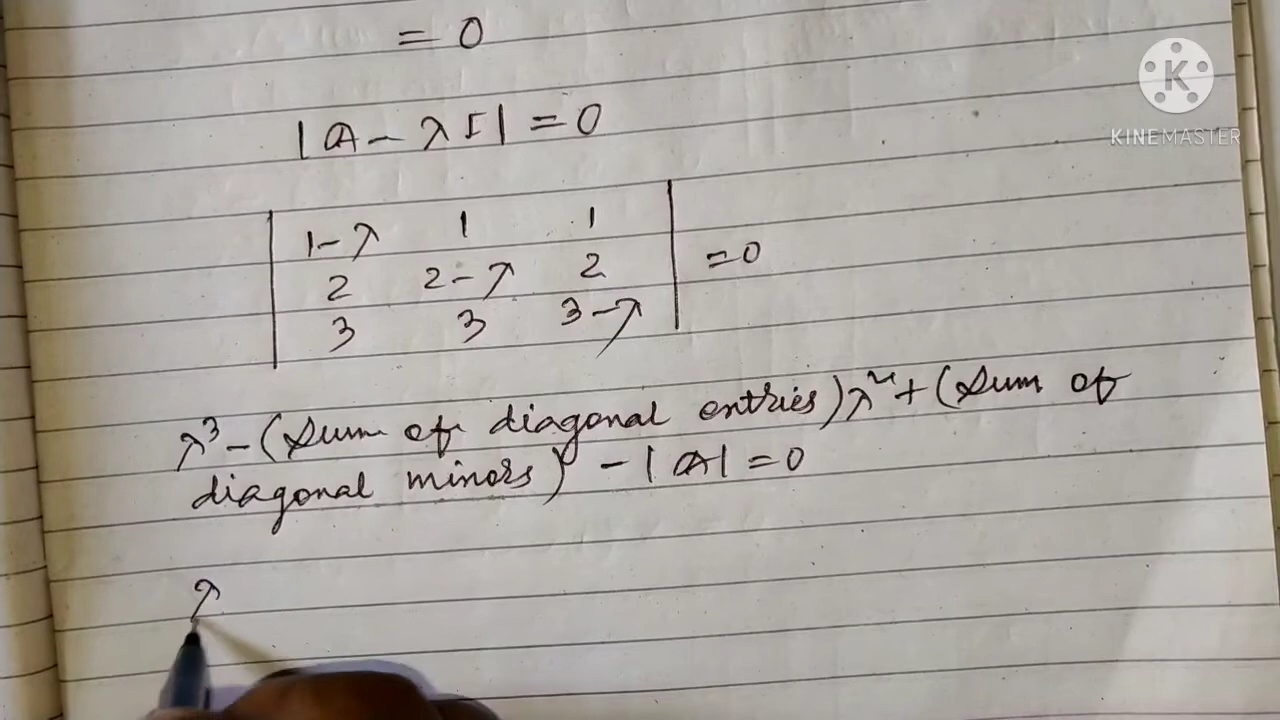 = 0
|A - λI| = 0
K
KINEMASTER
1-λ 1 1
2 2-λ 2 = 0
3 3 3-λ
λ³ - (Sum of diagonal entries)λ² + (Sum of
diagonal minors) - |A| = 0
λ